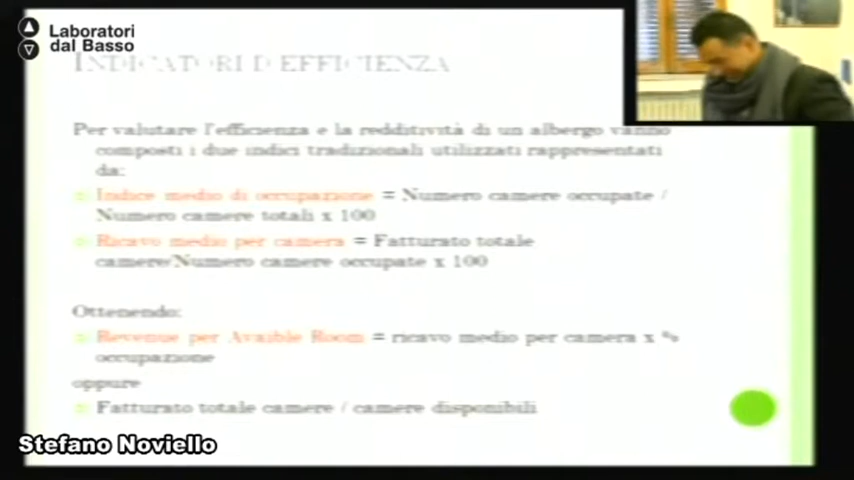 Laboratori
dal Basso
INDICATORI D EFFICIENZA
Per valutare l'efficienza e la redditività di un albergo vanno
composti i due indici tradizionali utilizzati rappresentati
da:
Indice medio di occupazione = Numero camere occupate /
Numero camere totali x 100
Ricavo medio per camera = Fatturato totale
camere/Numero camere occupate x 100
Ottenendo:
Revenue per Avaible Room = ricavo medio per camera x %
occupazione
oppure
Fatturato totale camere / camere disponibili
Stefano Noviello